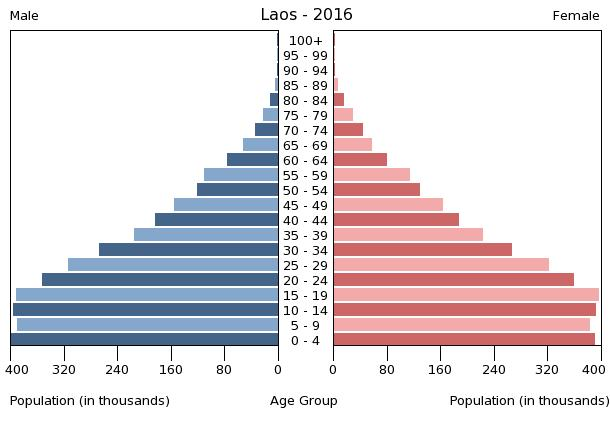 Laos - 2016
Male
Female
100+
95 - 99
90 - 94
85 - 89
80 - 84
75 - 79
70 - 74
65 - 69
60 - 64
55 - 59
50 - 54
45 - 49
40 - 44
35 - 39
30 - 34
25 - 29
20 - 24
15 - 19
10 - 14
5 - 9
0 - 4
400 320 240 160 80 0 0 80 160 240 320 400
Population (in thousands) Age Group Population (in thousands)